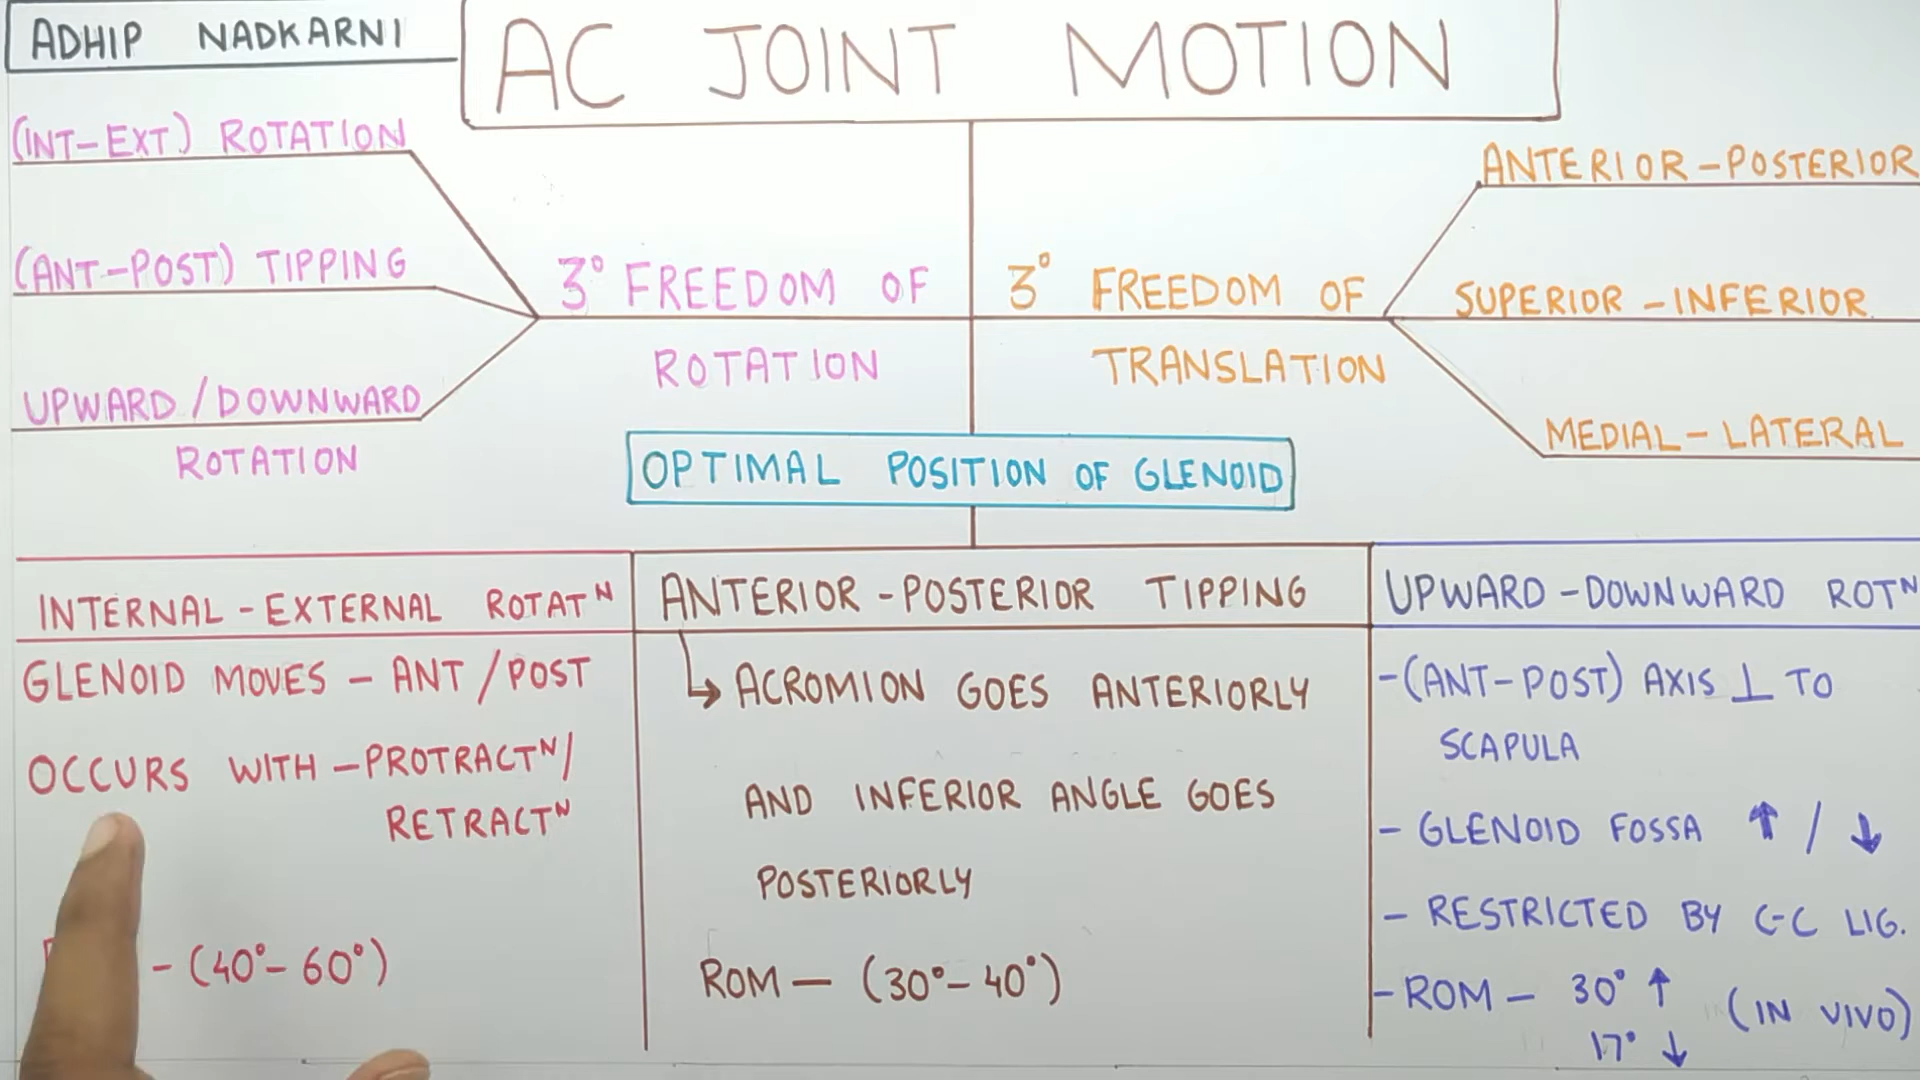 ADHIP NADKARNI
AC JOINT MOTION
(INT-EXT) ROTATION
(ANT-POST) TIPPING
UPWARD/DOWNWARD
ROTATION
3° FREEDOM OF
ROTATION
3° FREEDOM OF
TRANSLATION
ANTERIOR-POSTERIOR
SUPERIOR-INFERIOR
MEDIAL-LATERAL
OPTIMAL POSITION OF GLENOID
INTERNAL-EXTERNAL ROTATᴺ
GLENOID MOVES - ANT/POST
OCCURS WITH -PROTRACTᴺ/
RETRACTᴺ
- (40°-60°)
ANTERIOR-POSTERIOR TIPPING
↳ ACROMION GOES ANTERIORLY
AND INFERIOR ANGLE GOES
POSTERIORLY
ROM - (30°-40°)
UPWARD-DOWNWARD ROTᴺ
-(ANT-POST) AXIS ⊥ TO
SCAPULA
- GLENOID FOSSA ↑ / ↓
- RESTRICTED BY C-C LIG.
- ROM - 30° ↑ (IN VIVO)
17° ↓